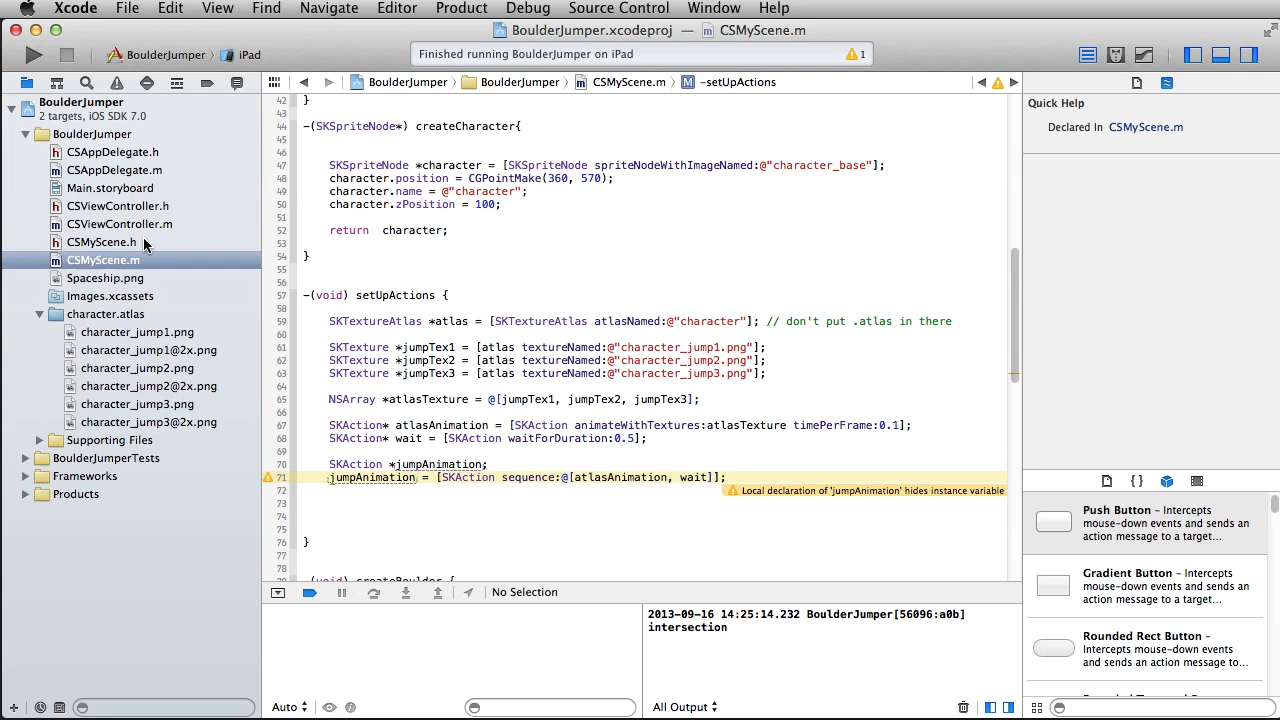 Xcode File Edit View Find Navigate Editor Product Debug Source Control Window Help
BoulderJumper.xcodeproj — CSMyScene.m
BoulderJumper iPad
Finished running BoulderJumper on iPad 1
BoulderJumper BoulderJumper CSMyScene.m M -setUpActions
BoulderJumper
2 targets, iOS SDK 7.0
BoulderJumper
h CSAppDelegate.h
m CSAppDelegate.m
Main.storyboard
h CSViewController.h
m CSViewController.m
h CSMyScene.h
m CSMyScene.m
Spaceship.png
Images.xcassets
character.atlas
character_jump1.png
character_jump1@2x.png
character_jump2.png
character_jump2@2x.png
character_jump3.png
character_jump3@2x.png
Supporting Files
BoulderJumperTests
Frameworks
Products
42 }
43
44 -(SKSpriteNode*) createCharacter{
45
46
47 SKSpriteNode *character = [SKSpriteNode spriteNodeWithImageNamed:@"character_base"];
48 character.position = CGPointMake(360, 570);
49 character.name = @"character";
50 character.zPosition = 100;
51
52 return  character;
53
54 }
55
56
57 -(void) setUpActions {
58
59 SKTextureAtlas *atlas = [SKTextureAtlas atlasNamed:@"character"]; // don't put .atlas in there
60
61 SKTexture *jumpTex1 = [atlas textureNamed:@"character_jump1.png"];
62 SKTexture *jumpTex2 = [atlas textureNamed:@"character_jump2.png"];
63 SKTexture *jumpTex3 = [atlas textureNamed:@"character_jump3.png"];
64
65 NSArray *atlasTexture = @[jumpTex1, jumpTex2, jumpTex3];
66
67 SKAction* atlasAnimation = [SKAction animateWithTextures:atlasTexture timePerFrame:0.1];
68 SKAction* wait = [SKAction waitForDuration:0.5];
69
70 SKAction *jumpAnimation;
71 jumpAnimation = [SKAction sequence:@[atlasAnimation, wait]];
72 Local declaration of 'jumpAnimation' hides instance variable
73
74
75
76 }
77
78
(void) createBoulder {
No Selection
2013-09-16 14:25:14.232 BoulderJumper[56096:a0b]
intersection
Auto
All Output
Quick Help
Declared In CSMyScene.m
{ }
Push Button - Intercepts
mouse-down events and sends an
action message to a target...
Gradient Button - Intercepts
mouse-down events and sends an
action message to a target...
Rounded Rect Button -
Intercepts mouse-down events
and sends an action message to...